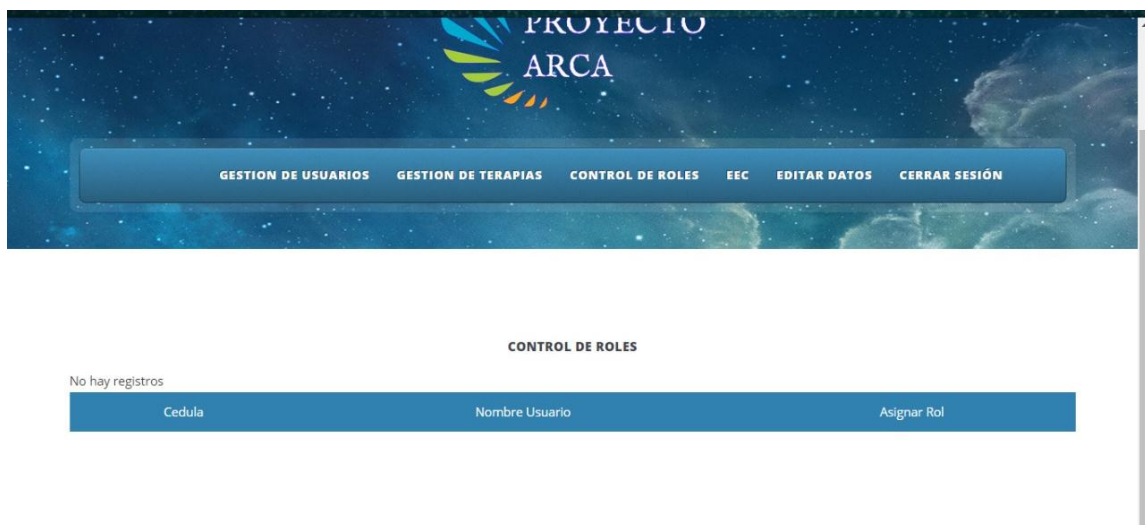 PROYECTO
ARCA
GESTION DE USUARIOS GESTION DE TERAPIAS CONTROL DE ROLES EEC EDITAR DATOS CERRAR SESIÓN
CONTROL DE ROLES
No hay registros
Cedula Nombre Usuario Asignar Rol